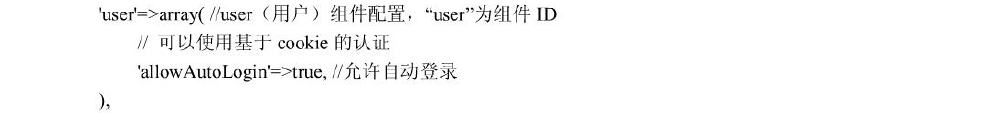 'user'=>array( //user（用户）组件配置，“user”为组件 ID
// 可以使用基于 cookie 的认证
'allowAutoLogin'=>true, //允许自动登录
),